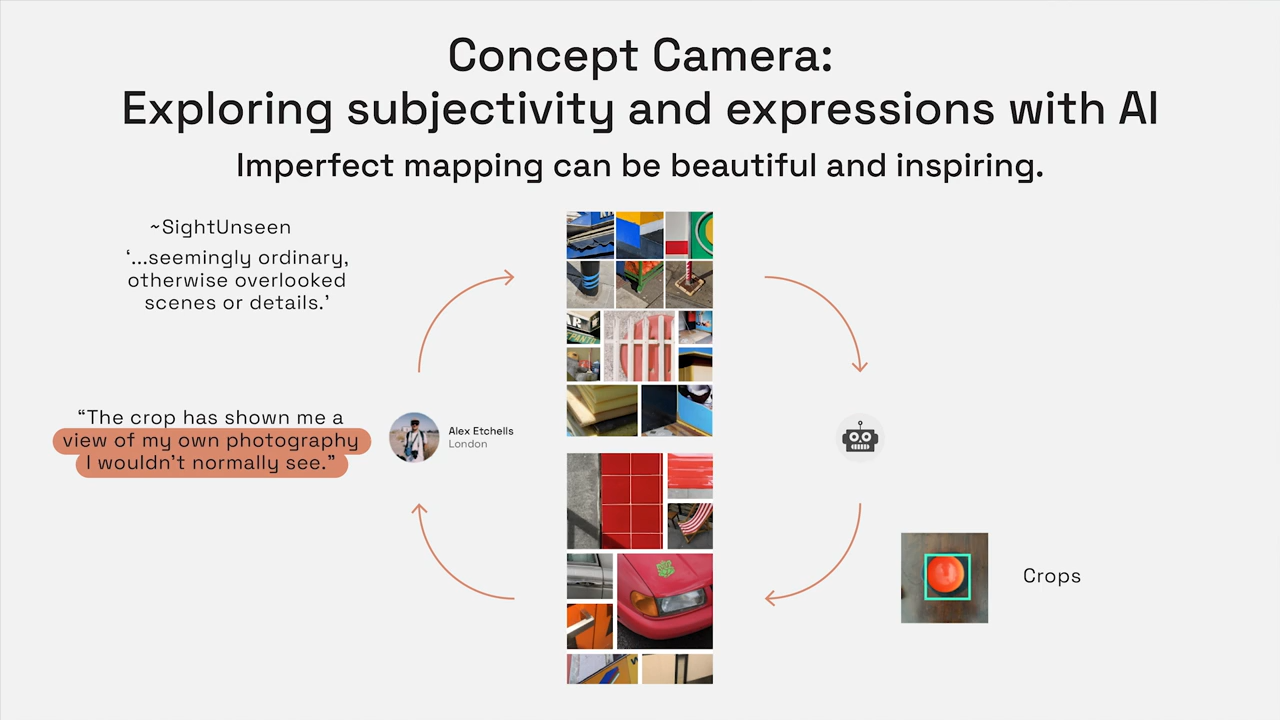 Concept Camera:
Exploring subjectivity and expressions with AI
Imperfect mapping can be beautiful and inspiring.
~SightUnseen
‘...seemingly ordinary,
otherwise overlooked
scenes or details.’
“The crop has shown me a
view of my own photography
I wouldn’t normally see.”
Alex Etchells
London
Crops